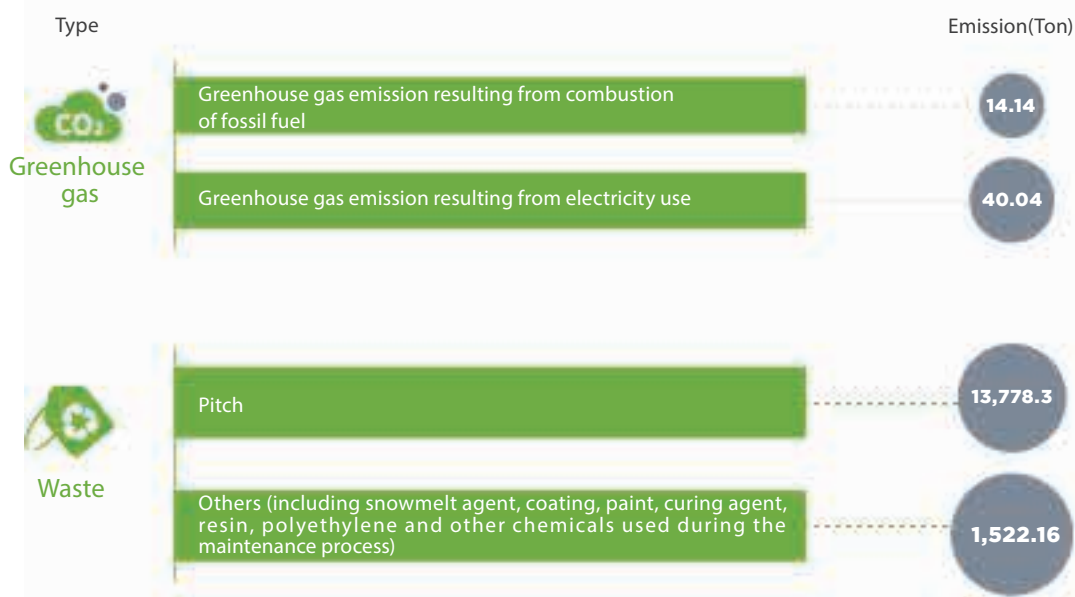 Type
Emission(Ton)
CO₂
Greenhouse
gas
Greenhouse gas emission resulting from combustion
of fossil fuel
14.14
Greenhouse gas emission resulting from electricity use
40.04
Waste
Pitch
13,778.3
Others (including snowmelt agent, coating, paint, curing agent,
resin, polyethylene and other chemicals used during the
maintenance process)
1,522.16